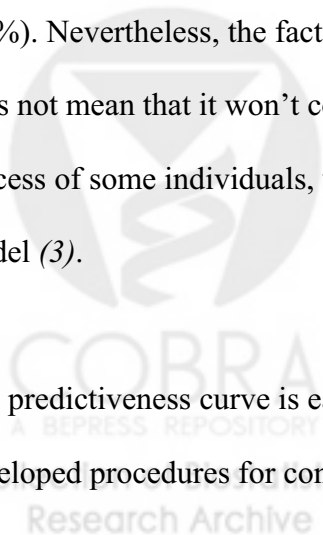 %). Nevertheless, the fact
s not mean that it won’t co
cess of some individuals, t
del (3).
COBRA
predictiveness curve is ea
A BEPRESS REPOSITORY
eloped procedures for con
Research Archive